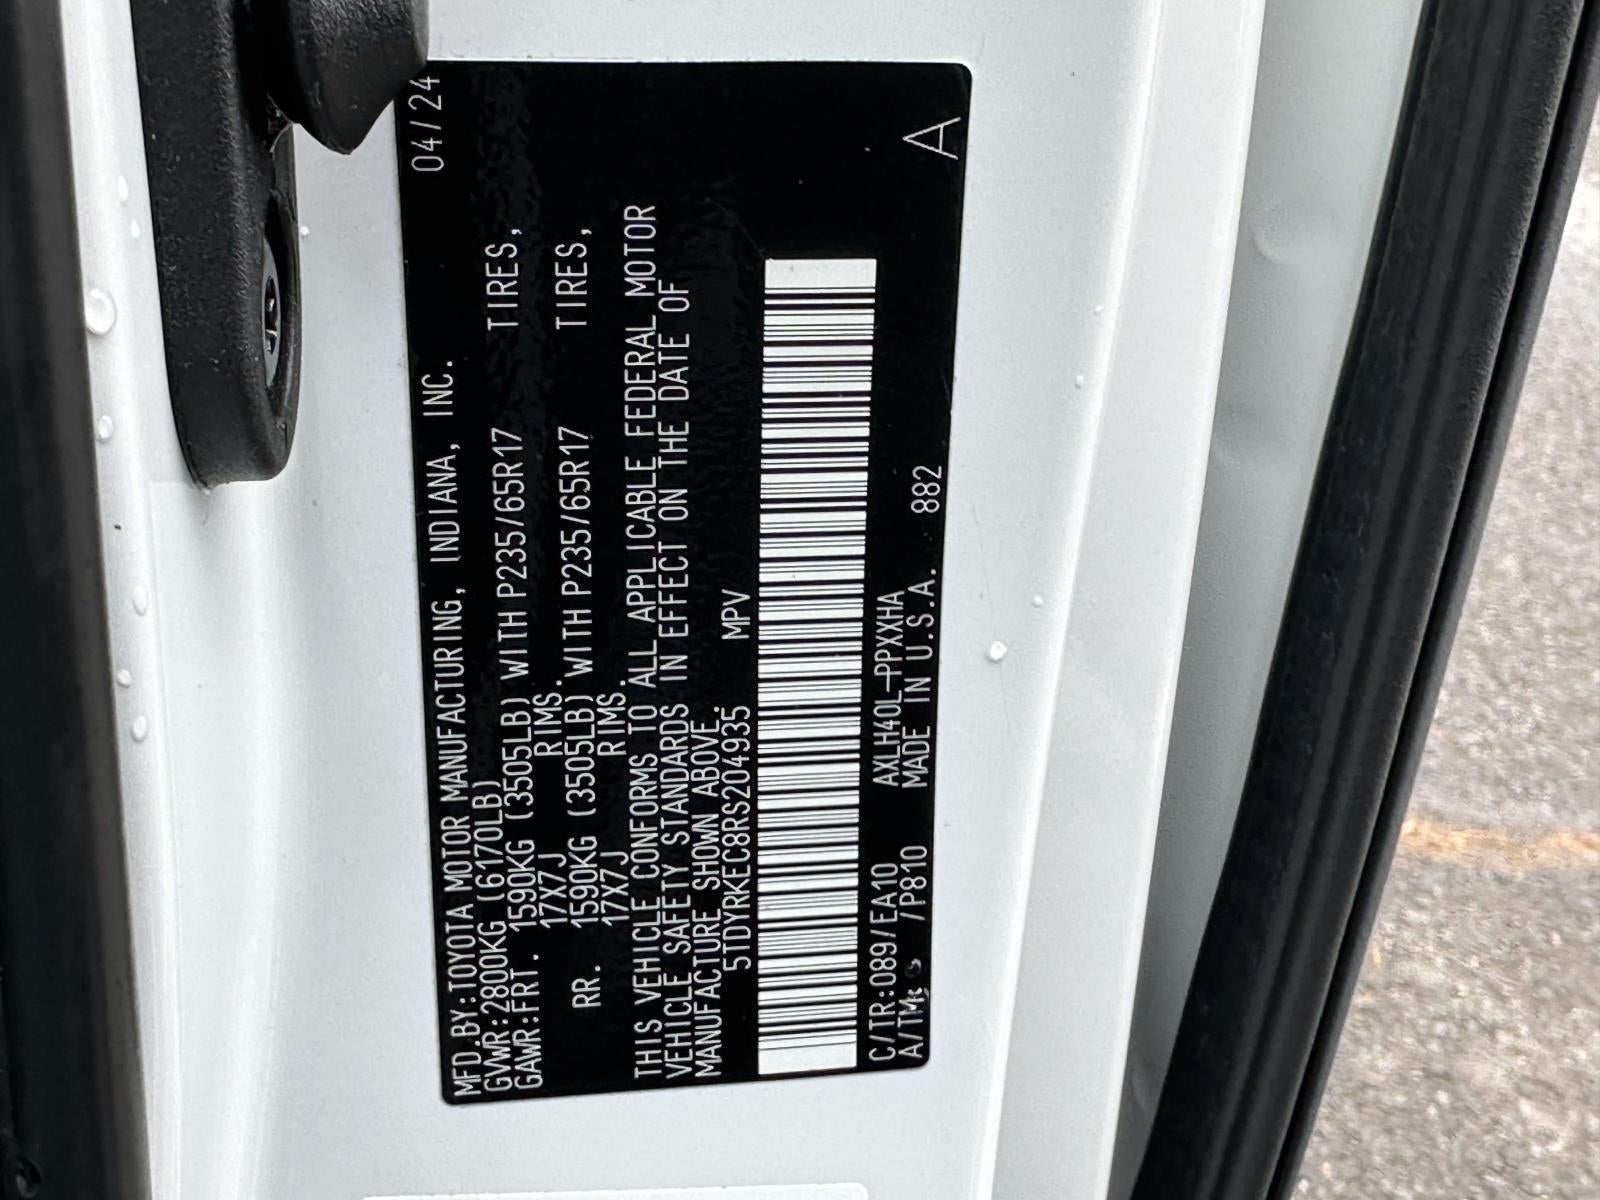 MFD.BY:TOYOTA MOTOR MANUFACTURING, INDIANA, INC. 04/24
GVWR:2800KG (6170LB)
GAWR:FRT. 1590KG (3505LB) WITH P235/65R17 TIRES,
17X7J RIMS.
RR. 1590KG (3505LB) WITH P235/65R17 TIRES,
17X7J RIMS.
THIS VEHICLE CONFORMS TO ALL APPLICABLE FEDERAL MOTOR
VEHICLE SAFETY STANDARDS IN EFFECT ON THE DATE OF
MANUFACTURE SHOWN ABOVE.
5TDYRKEC8RS204935 MPV
C/TR:089/EA10 AXLH40L-PPXXHA
A/TM: /P810 MADE IN U.S.A. 882 A